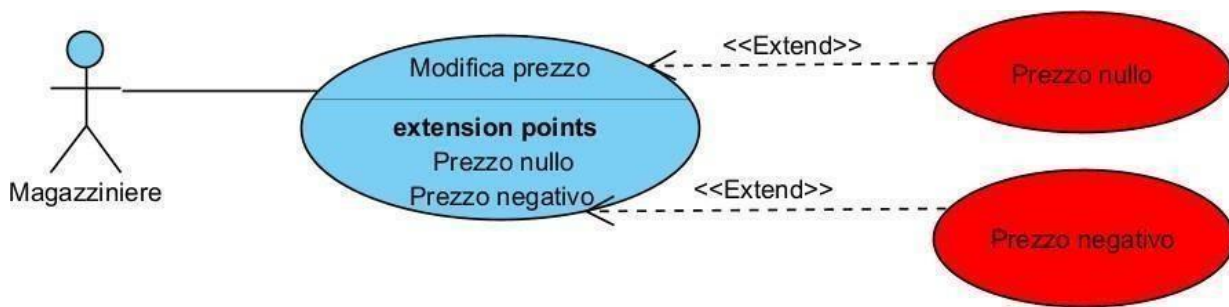 Magazziniere
Modifica prezzo
extension points
Prezzo nullo
Prezzo negativo
<<Extend>>
Prezzo nullo
<<Extend>>
Prezzo negativo